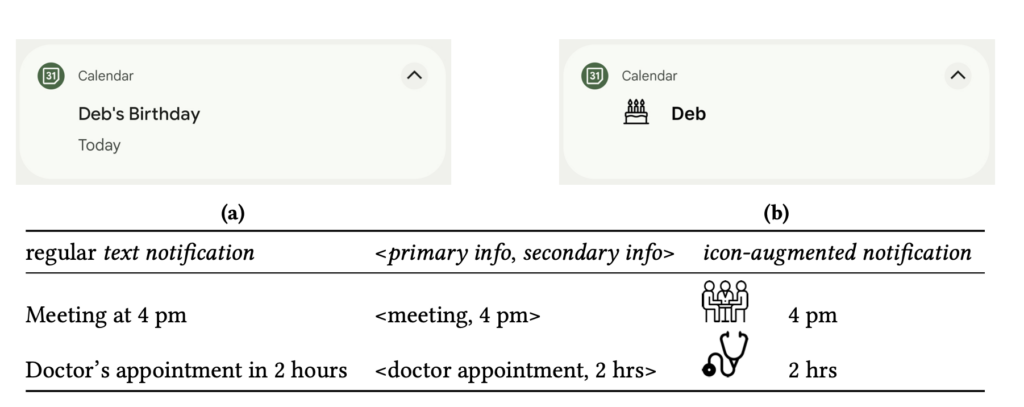 31 Calendar
Deb's Birthday
Today
31 Calendar
Deb
(a)
(b)
regular text notification <primary info, secondary info> icon-augmented notification
Meeting at 4 pm <meeting, 4 pm> 4 pm
Doctor’s appointment in 2 hours <doctor appointment, 2 hrs> 2 hrs